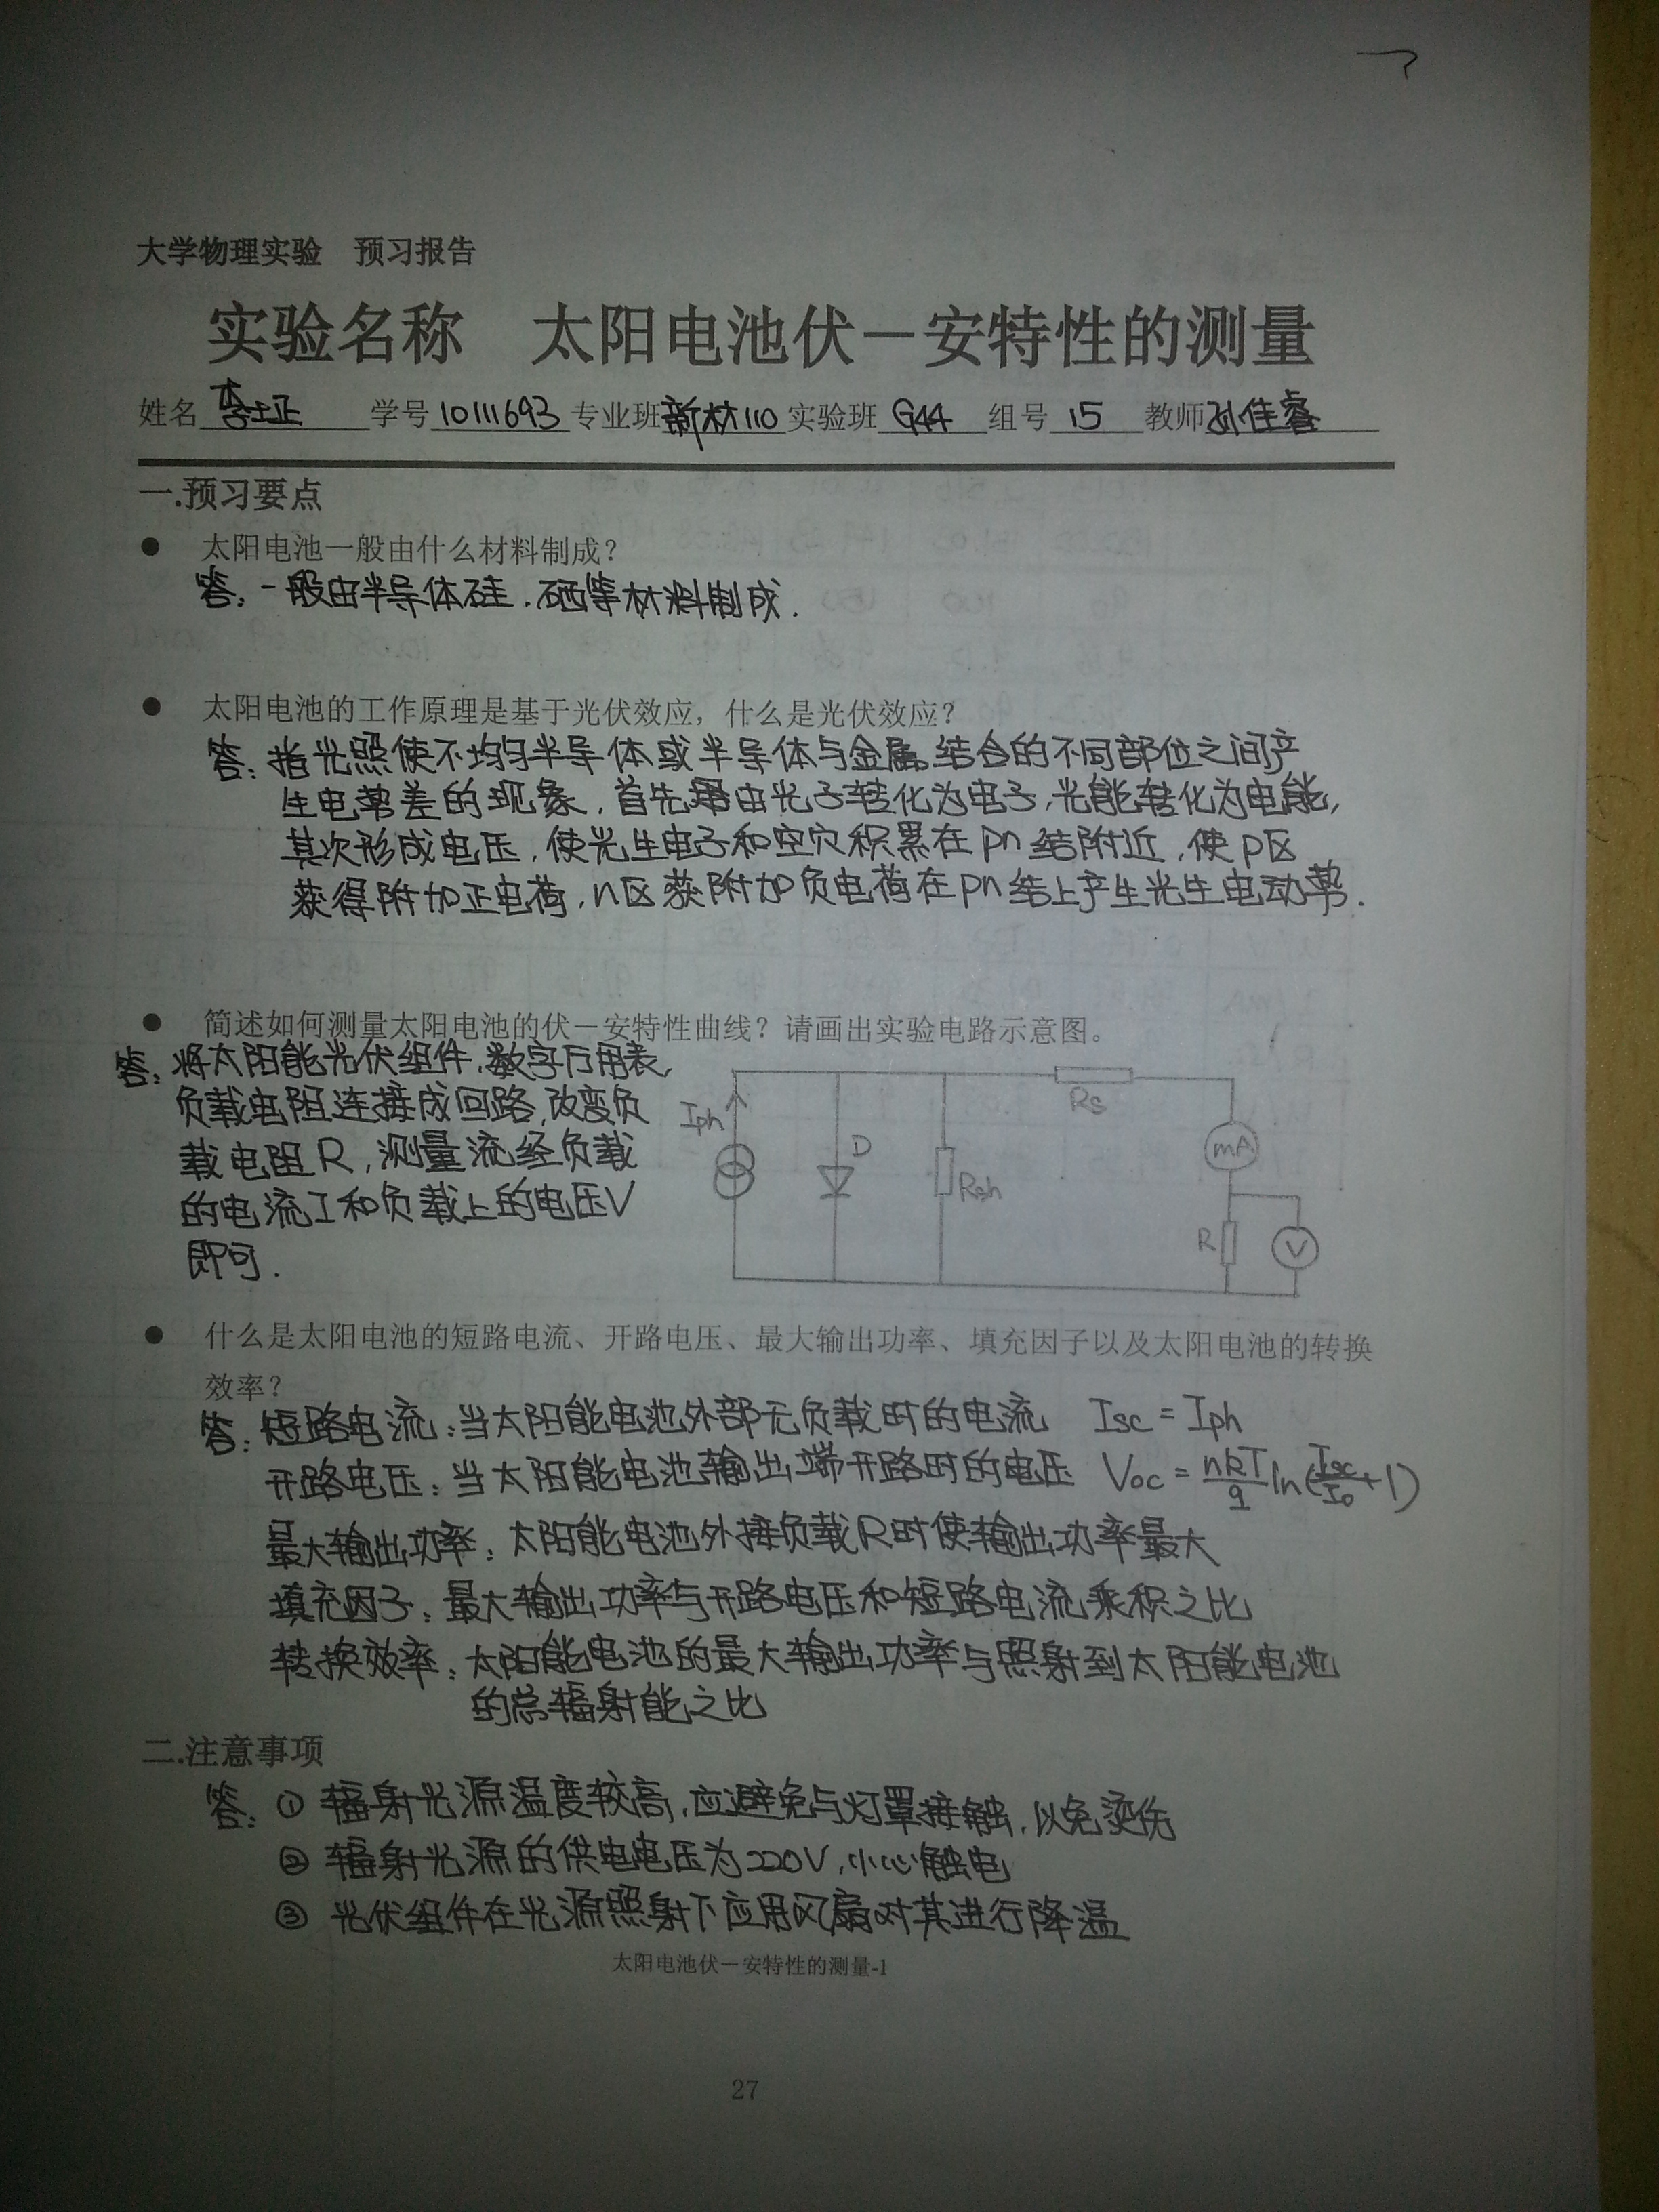 大学物理实验 预习报告
实验名称 太阳电池伏－安特性的测量
姓名 李士正 学号 10111693 专业班 新材110 实验班 G44 组号 15 教师 孙佳睿
一.预习要点
● 太阳电池一般由什么材料制成？
答：一般由半导体硅、硒等材料制成.
● 太阳电池的工作原理是基于光伏效应，什么是光伏效应？
答：指光照使不均匀半导体或半导体与金属结合的不同部位之间产
生电势差的现象，首先是由光子转化为电子，光能转化为电能，
其次形成电压，使光生电子和空穴积累在pn结附近，使p区
获得附加正电荷，n区获附加负电荷在pn结上产生光生电动势.
● 简述如何测量太阳电池的伏－安特性曲线？请画出实验电路示意图。
答：将太阳能光伏组件，数字万用表，
负载电阻连接成回路，改变负
载电阻R，测量流经负载
的电流I和负载上的电压V
即可.
Iph
D
Rsh
Rs
mA
R
V
● 什么是太阳电池的短路电流、开路电压、最大输出功率、填充因子以及太阳电池的转换
效率？
答：短路电流：当太阳能电池外部无负载时的电流 Isc = Iph
开路电压：当太阳能电池输出端开路时的电压 Voc = nkT/q ln(Isc/I0 + 1)
最大输出功率：太阳能电池外接负载R时使输出功率最大
填充因子：最大输出功率与开路电压和短路电流乘积之比
转换效率：太阳能电池的最大输出功率与照射到太阳能电池
的总辐射能之比
二.注意事项
答：① 辐射光源温度较高，应避免与灯罩接触，以免烫伤
② 辐射光源的供电电压为220V，小心触电
③ 光伏组件在光源照射下应用风扇对其进行降温
太阳电池伏－安特性的测量-1
27